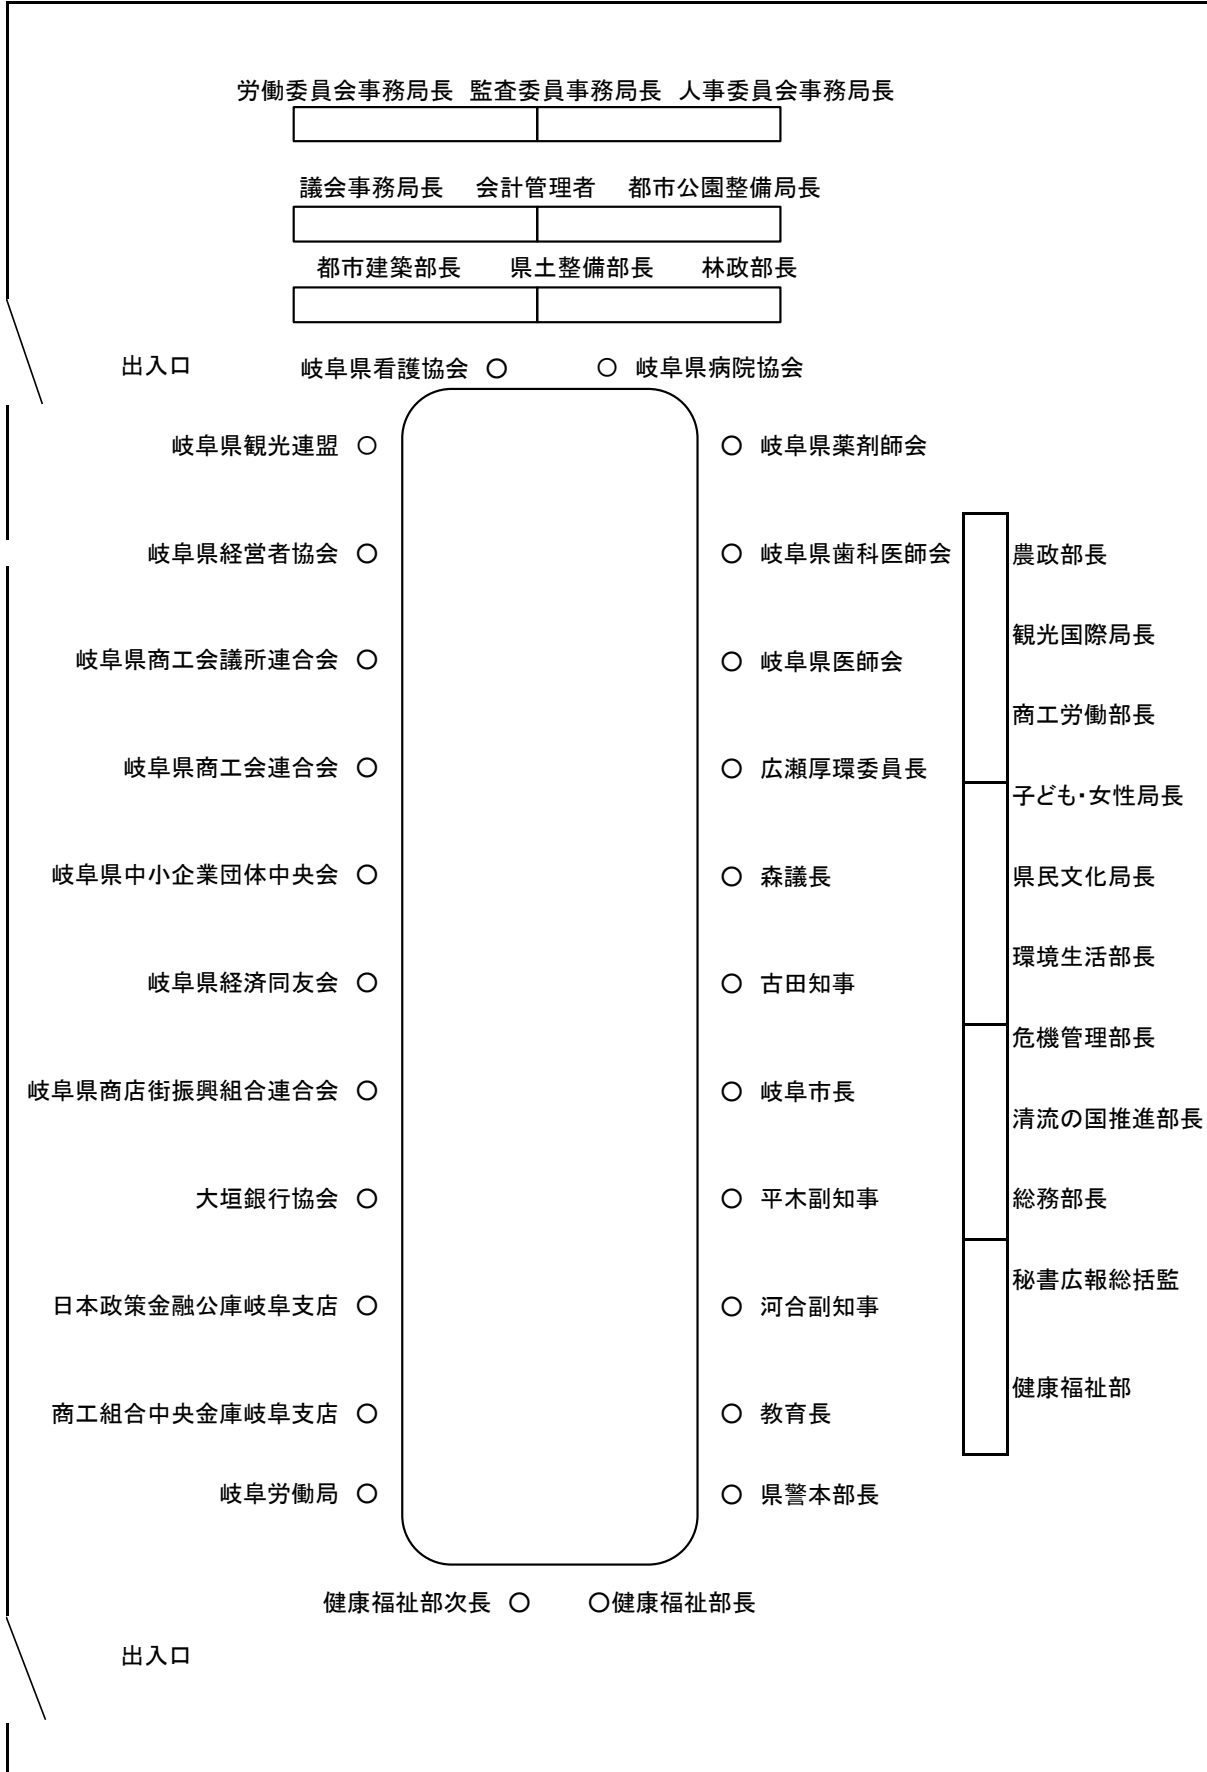 労働委員会事務局長 監査委員事務局長 人事委員会事務局長
議会事務局長 会計管理者 都市公園整備局長
都市建築部長 県土整備部長 林政部長
出入口 岐阜県看護協会 ○ ○ 岐阜県病院協会
岐阜県観光連盟 ○ ○ 岐阜県薬剤師会
岐阜県経営者協会 ○ ○ 岐阜県歯科医師会 農政部長
観光国際局長
岐阜県商工会議所連合会 ○ ○ 岐阜県医師会
商工労働部長
岐阜県商工会連合会 ○ ○ 広瀬厚環委員長
子ども・女性局長
岐阜県中小企業団体中央会 ○ ○ 森議長 県民文化局長
環境生活部長
岐阜県経済同友会 ○ ○ 古田知事
危機管理部長
岐阜県商店街振興組合連合会 ○ ○ 岐阜市長
清流の国推進部長
大垣銀行協会 ○ ○ 平木副知事 総務部長
秘書広報総括監
日本政策金融公庫岐阜支店 ○ ○ 河合副知事
健康福祉部
商工組合中央金庫岐阜支店 ○ ○ 教育長
岐阜労働局 ○ ○ 県警本部長
健康福祉部次長 ○ ○健康福祉部長
出入口